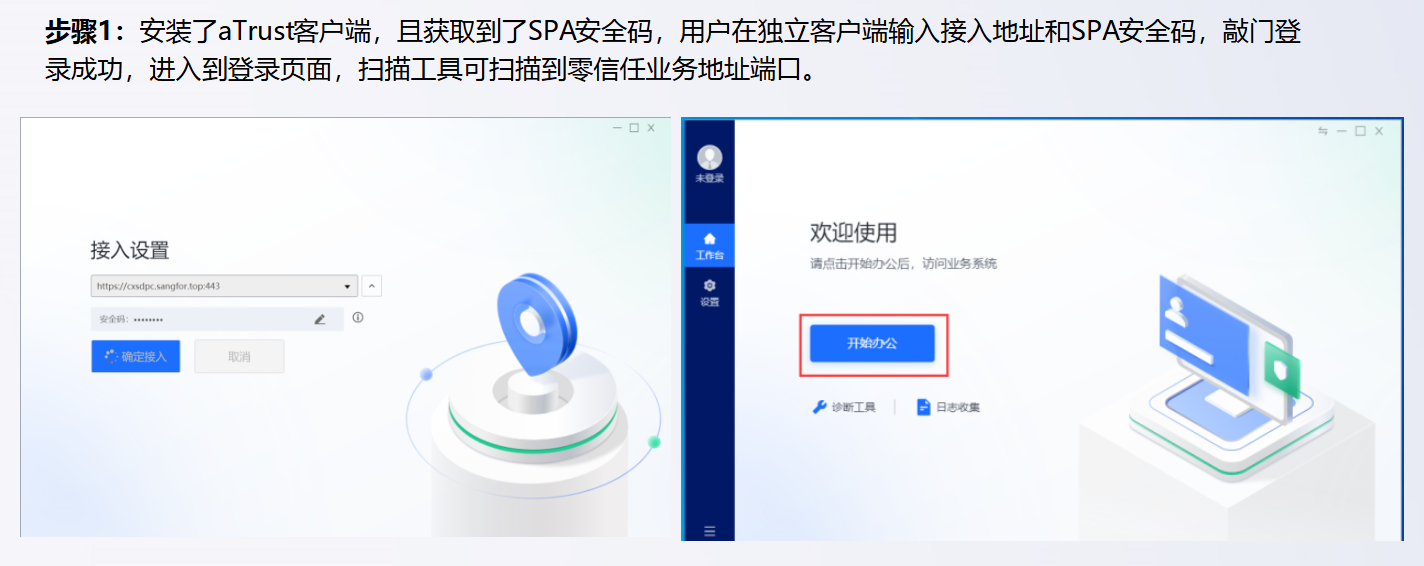 步骤1：安装了aTrust客户端，且获取到了SPA安全码，用户在独立客户端输入接入地址和SPA安全码，敲门登
录成功，进入到登录页面，扫描工具可扫描到零信任业务地址端口。
接入设置
https://cxsdpc.sangfor.top:443
安全码：••••••••
确定接入 取消
未登录
工作台
设置
欢迎使用
请点击开始办公后，访问业务系统
开始办公
诊断工具 日志收集